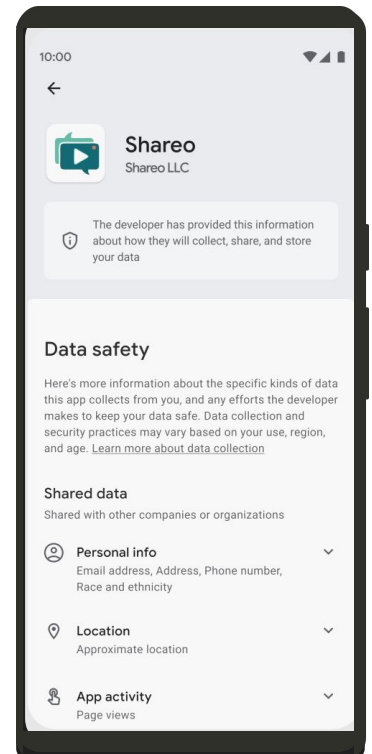 10:00
Shareo
Shareo LLC
The developer has provided this information
about how they will collect, share, and store
your data
Data safety
Here's more information about the specific kinds of data
this app collects from you, and any efforts the developer
makes to keep your data safe. Data collection and
security practices may vary based on your use, region,
and age. Learn more about data collection
Shared data
Shared with other companies or organizations
Personal info
Email address, Address, Phone number,
Race and ethnicity
Location
Approximate location
App activity
Page views